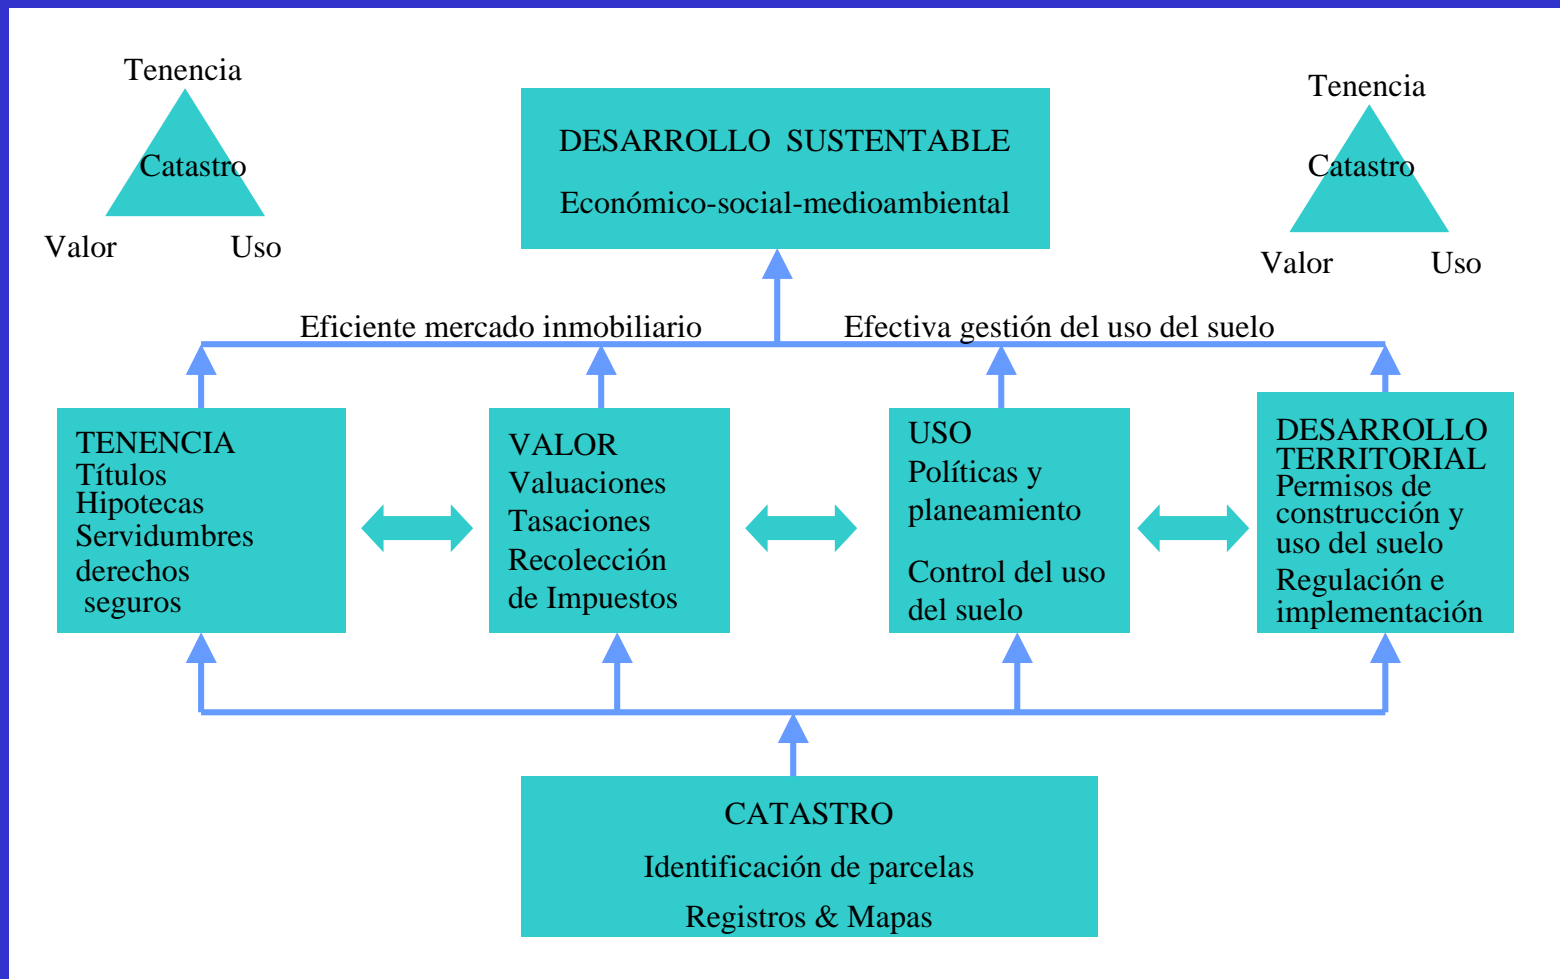 Tenencia
Catastro
Valor
Uso
DESARROLLO SUSTENTABLE
Económico-social-medioambiental
Tenencia
Catastro
Valor
Uso
Eficiente mercado inmobiliario
Efectiva gestión del uso del suelo
TENENCIA
Títulos
Hipotecas
Servidumbres
derechos
seguros
VALOR
Valuaciones
Tasaciones
Recolección
de Impuestos
USO
Políticas y
planeamiento
Control del uso
del suelo
DESARROLLO
TERRITORIAL
Permisos de
construcción y
uso del suelo
Regulación e
implementación
CATASTRO
Identificación de parcelas
Registros & Mapas